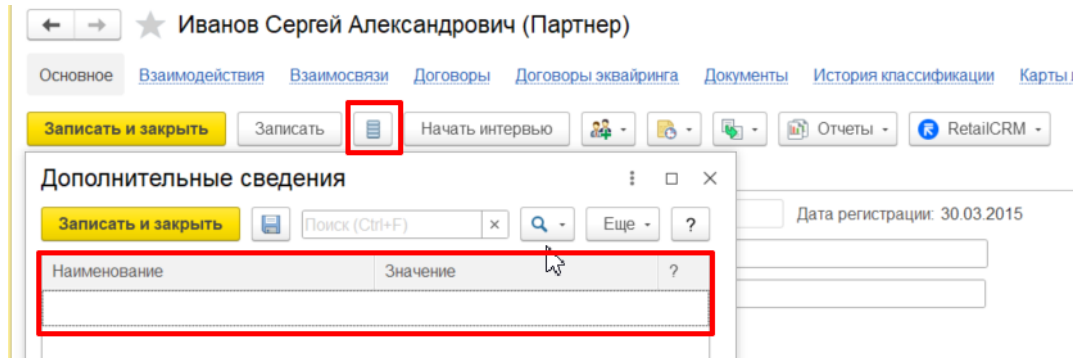 Иванов Сергей Александрович (Партнер)
Основное Взаимодействия Взаимосвязи Договоры Договоры эквайринга Документы История классификации Карты
Записать и закрыть Записать Начать интервью Отчеты RetailCRM
Дополнительные сведения
Дата регистрации: 30.03.2015
Записать и закрыть Поиск (Ctrl+F) × Еще ?
Наименование Значение ?